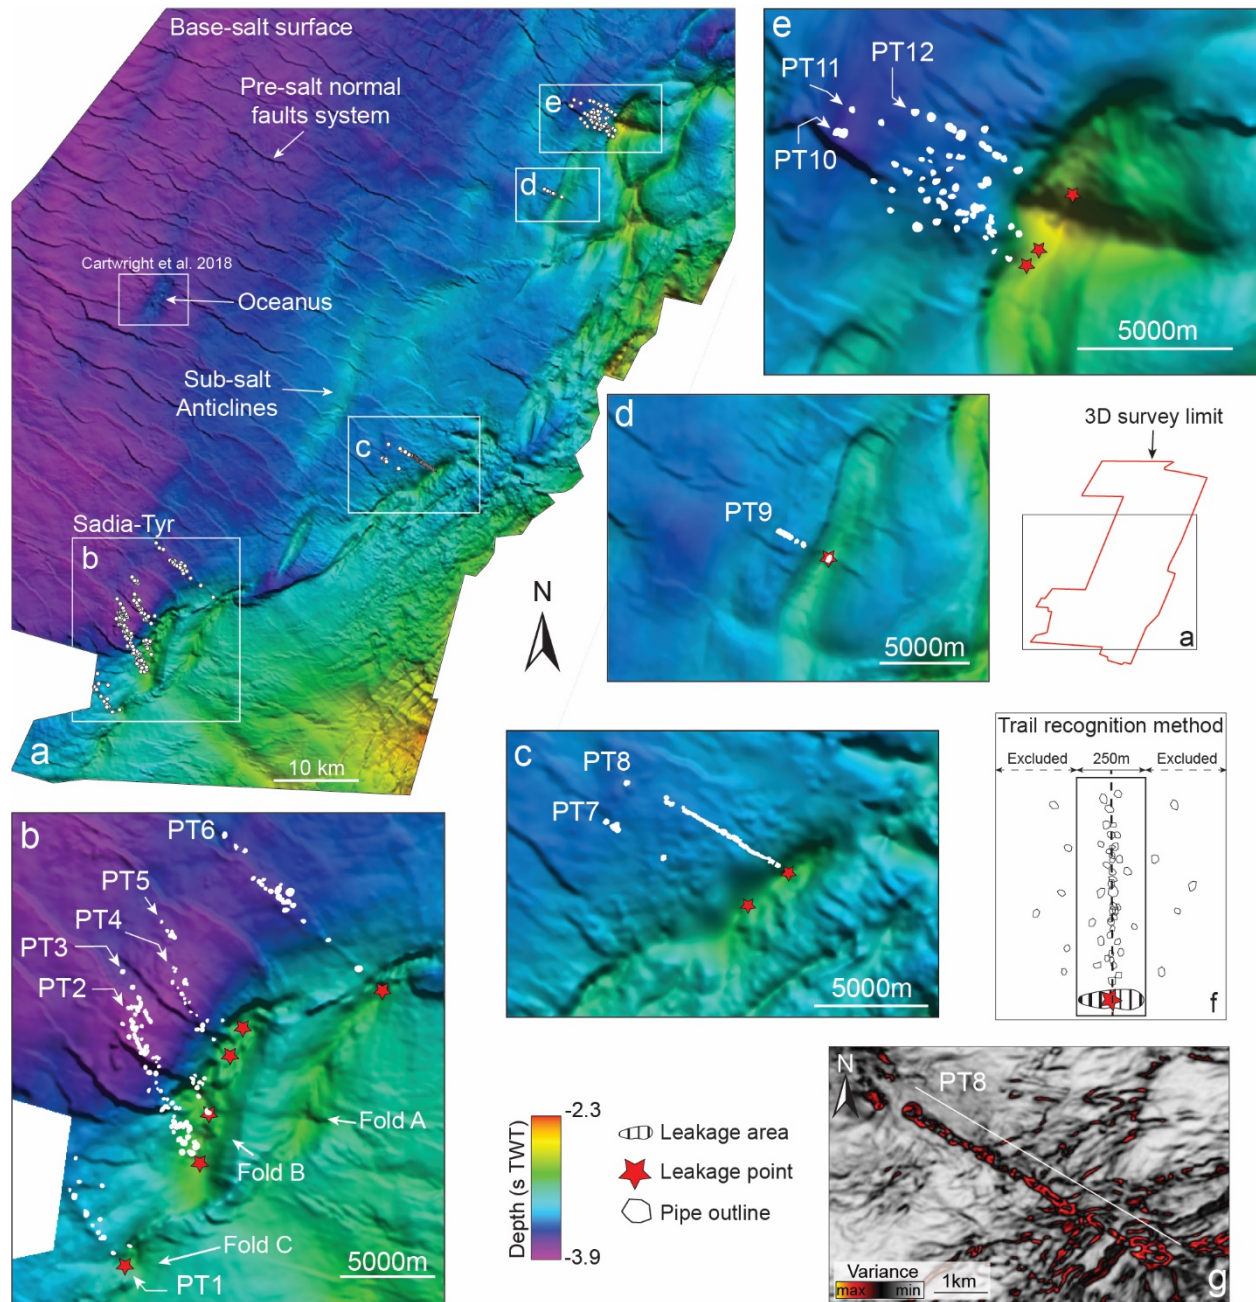 Base-salt surface
Pre-salt normal
faults system
e
d
Cartwright et al. 2018
Oceanus
Sub-salt
Anticlines
c
Sadia-Tyr
b
a
10 km
N
e
PT11
PT12
PT10
5000m
d
PT9
5000m
3D survey limit
a
c
PT8
PT7
5000m
Trail recognition method
Excluded
250m
Excluded
f
b
PT6
PT5
PT4
PT3
PT2
Fold A
Fold B
Fold C
PT1
5000m
Depth (s TWT)
-2.3
-3.9
Leakage area
Leakage point
Pipe outline
N
PT8
Variance
max
min
1km
g